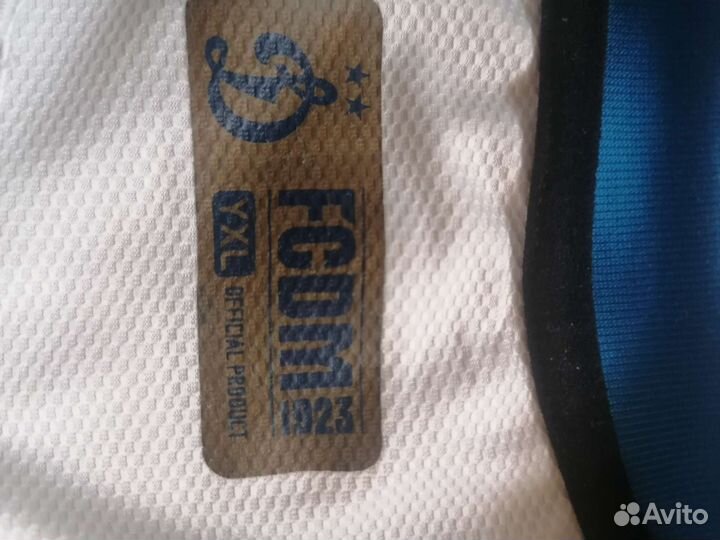 FCDM
1923
Y-XL
OFFICIAL PRODUCT
Avito